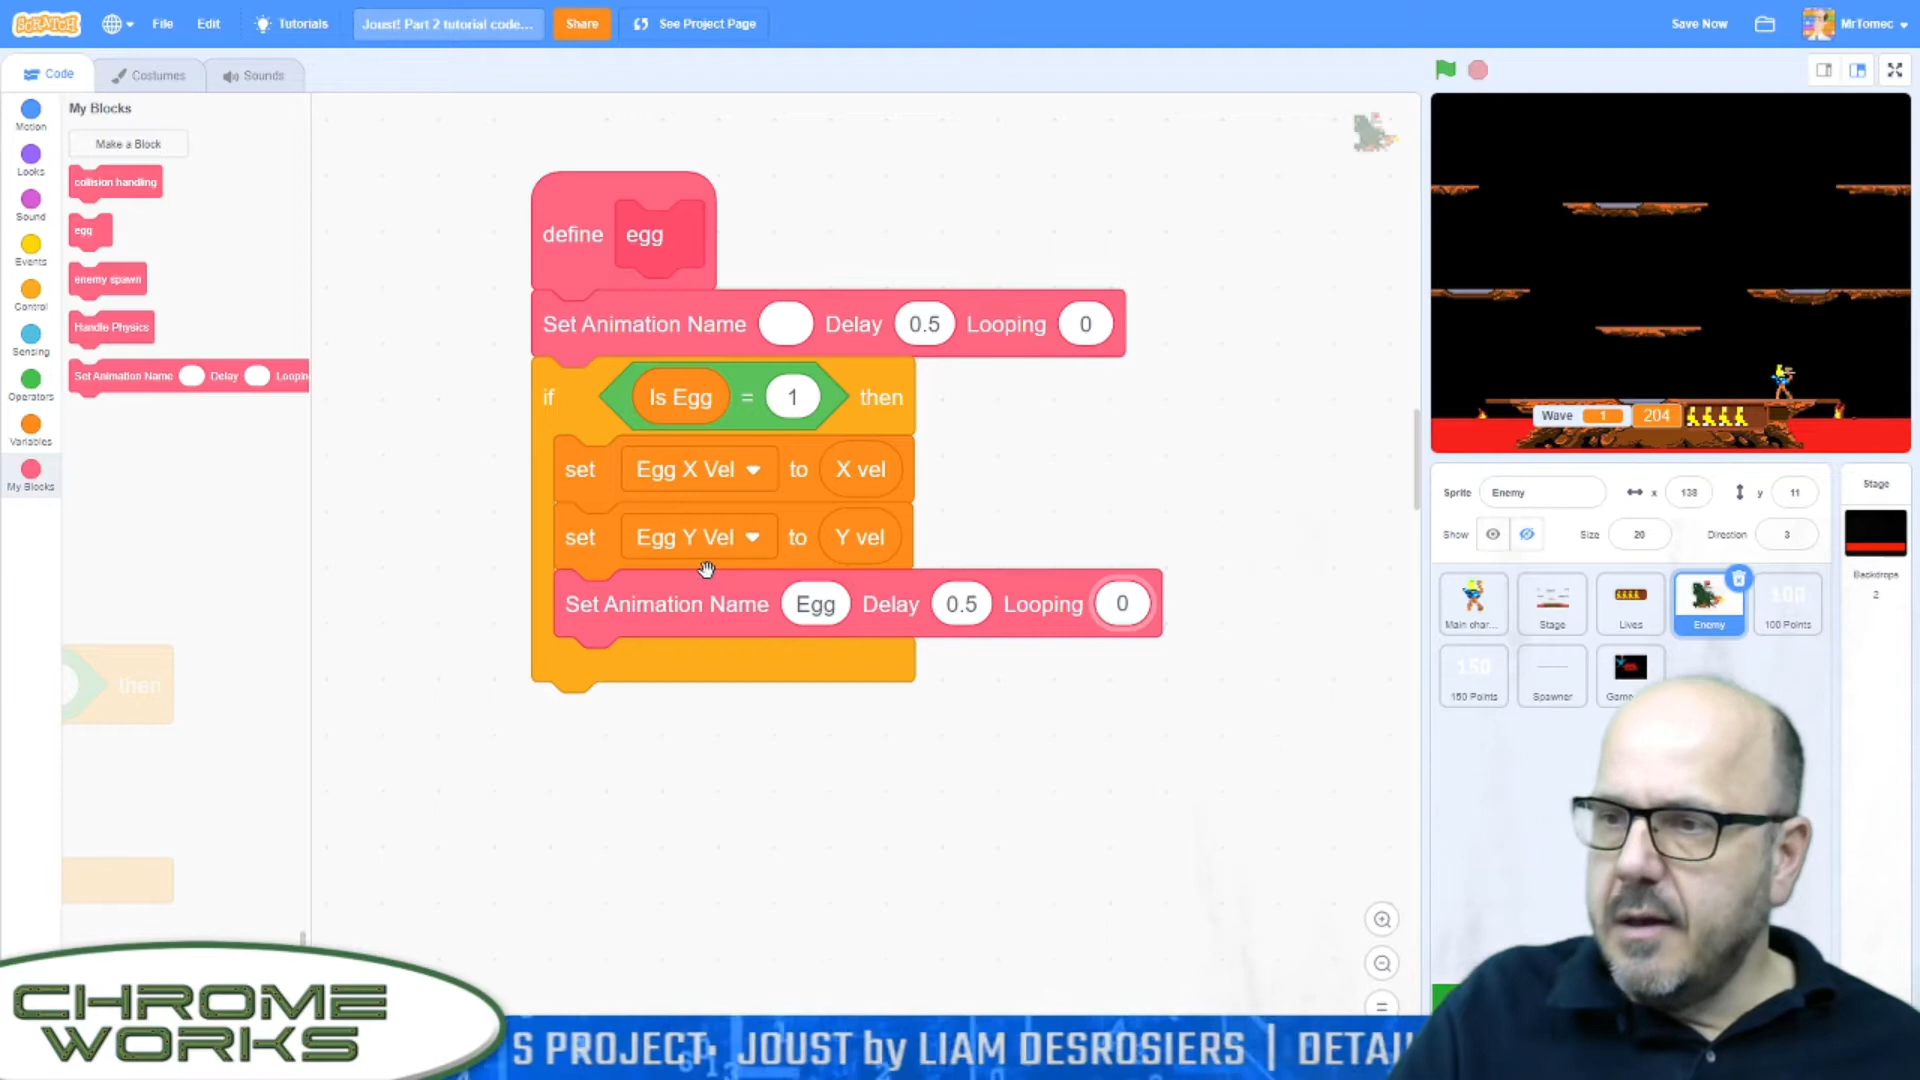 SCRATCH
File
Edit
Tutorials
Joust! Part 2 tutorial code...
Share
See Project Page
Save Now
MrTomec
Code
Costumes
Sounds
My Blocks
Make a Block
Motion
Looks
Sound
Events
Control
Sensing
Operators
Variables
My Blocks
collision handling
egg
enemy spawn
Handle Physics
Set Animation Name Delay Loopin
then
define egg
Set Animation Name Delay 0.5 Looping 0
if Is Egg = 1 then
set Egg X Vel to X vel
set Egg Y Vel to Y vel
Set Animation Name Egg Delay 0.5 Looping 0
Wave 1 204
Sprite Enemy x 138 y 11
Show Size 20 Direction 3
Stage
Backdrops
2
Main char...
Stage
Lives
Enemy
100
100 Points
150
150 Points
Spawner
Game
CHROME
WORKS
S PROJECT: JOUST by LIAM DESROSIERS | DETAI